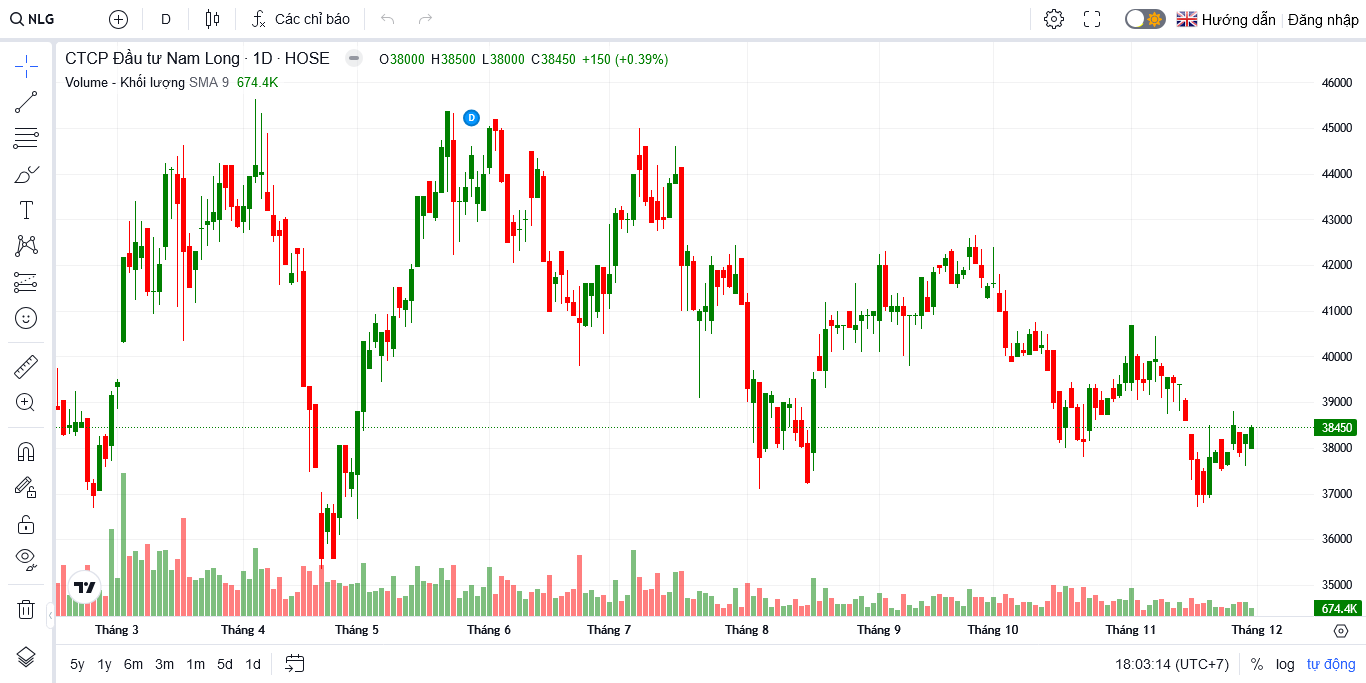 NLG D Các chỉ báo Hướng dẫn Đăng nhập
CTCP Đầu tư Nam Long · 1D · HOSE O38000 H38500 L38000 C38450 +150 (+0.39%)
Volume - Khối lượng SMA 9 674.4K
D
46000
45000
44000
43000
42000
41000
40000
39000
38450
38000
37000
36000
35000
674.4K
Tháng 3 Tháng 4 Tháng 5 Tháng 6 Tháng 7 Tháng 8 Tháng 9 Tháng 10 Tháng 11 Tháng 12
5y 1y 6m 3m 1m 5d 1d 18:03:14 (UTC+7) % log tự động